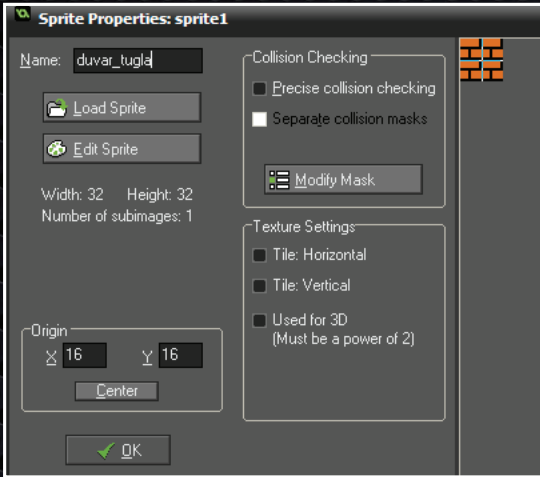 Sprite Properties: sprite1
Name: duvar_tugla
Load Sprite
Edit Sprite
Width: 32 Height: 32
Number of subimages: 1
Origin
X 16 Y 16
Center
OK
Collision Checking
Precise collision checking
Separate collision masks
Modify Mask
Texture Settings
Tile: Horizontal
Tile: Vertical
Used for 3D
(Must be a power of 2)